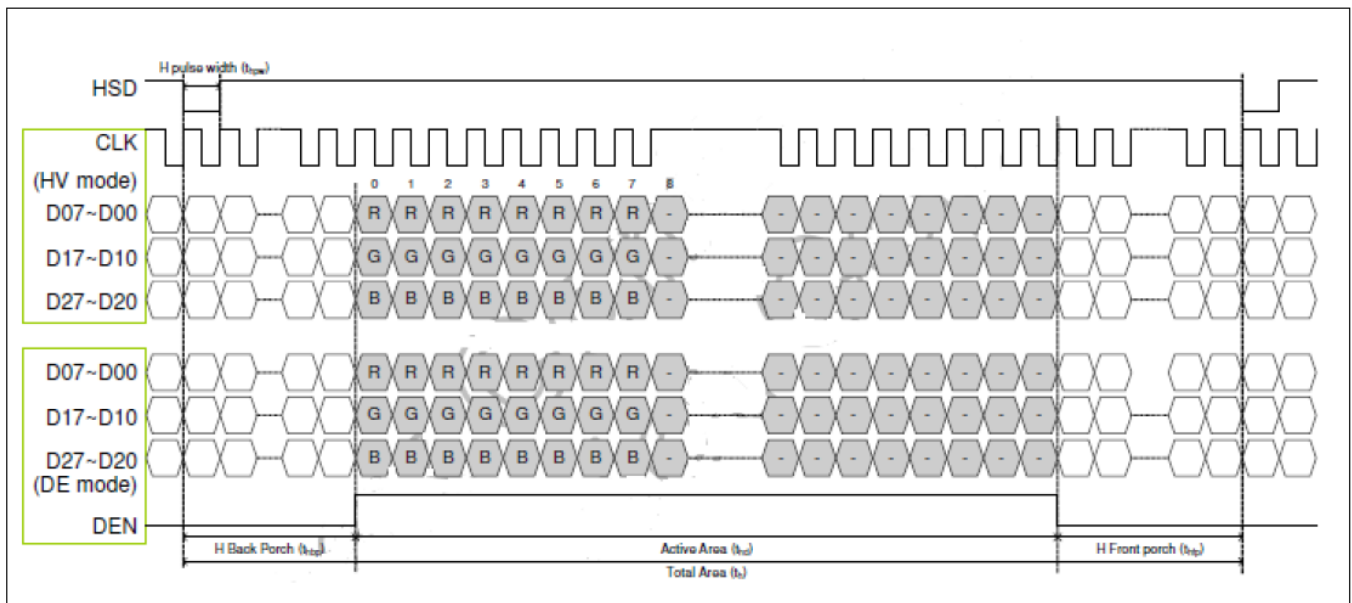 H pulse width (thpw)
HSD
CLK
(HV mode)
0 1 2 3 4 5 6 7 8
D07~D00 R R R R R R R R - - - - - - - - -
D17~D10 G G G G G G G G - - - - - - - - -
D27~D20 B B B B B B B B - - - - - - - - -
D07~D00 R R R R R R R R - - - - - - - - -
D17~D10 G G G G G G G G - - - - - - - - -
D27~D20 B B B B B B B B - - - - - - - - -
(DE mode)
DEN
H Back Porch (thbp) Active Area (thd) H Front porch (thfp)
Total Area (th)